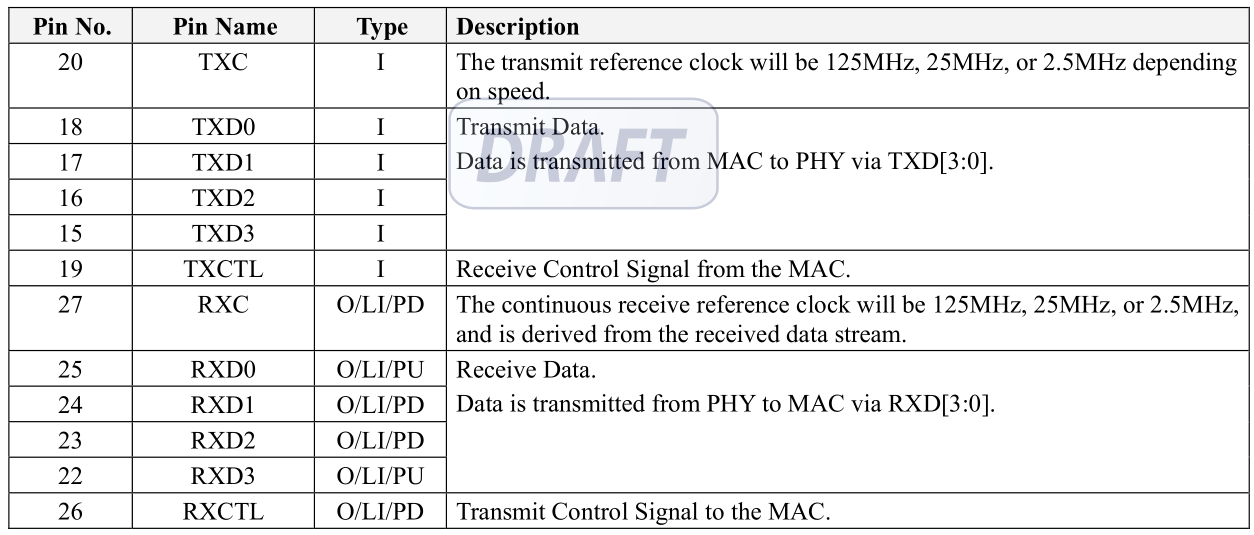 Pin No. Pin Name Type Description
20 TXC I The transmit reference clock will be 125MHz, 25MHz, or 2.5MHz depending
on speed.
18 TXD0 I Transmit Data.
17 TXD1 I Data is transmitted from MAC to PHY via TXD[3:0].
DRAFT
16 TXD2 I
15 TXD3 I
19 TXCTL I Receive Control Signal from the MAC.
27 RXC O/LI/PD The continuous receive reference clock will be 125MHz, 25MHz, or 2.5MHz,
and is derived from the received data stream.
25 RXD0 O/LI/PU Receive Data.
24 RXD1 O/LI/PD Data is transmitted from PHY to MAC via RXD[3:0].
23 RXD2 O/LI/PD
22 RXD3 O/LI/PU
26 RXCTL O/LI/PD Transmit Control Signal to the MAC.